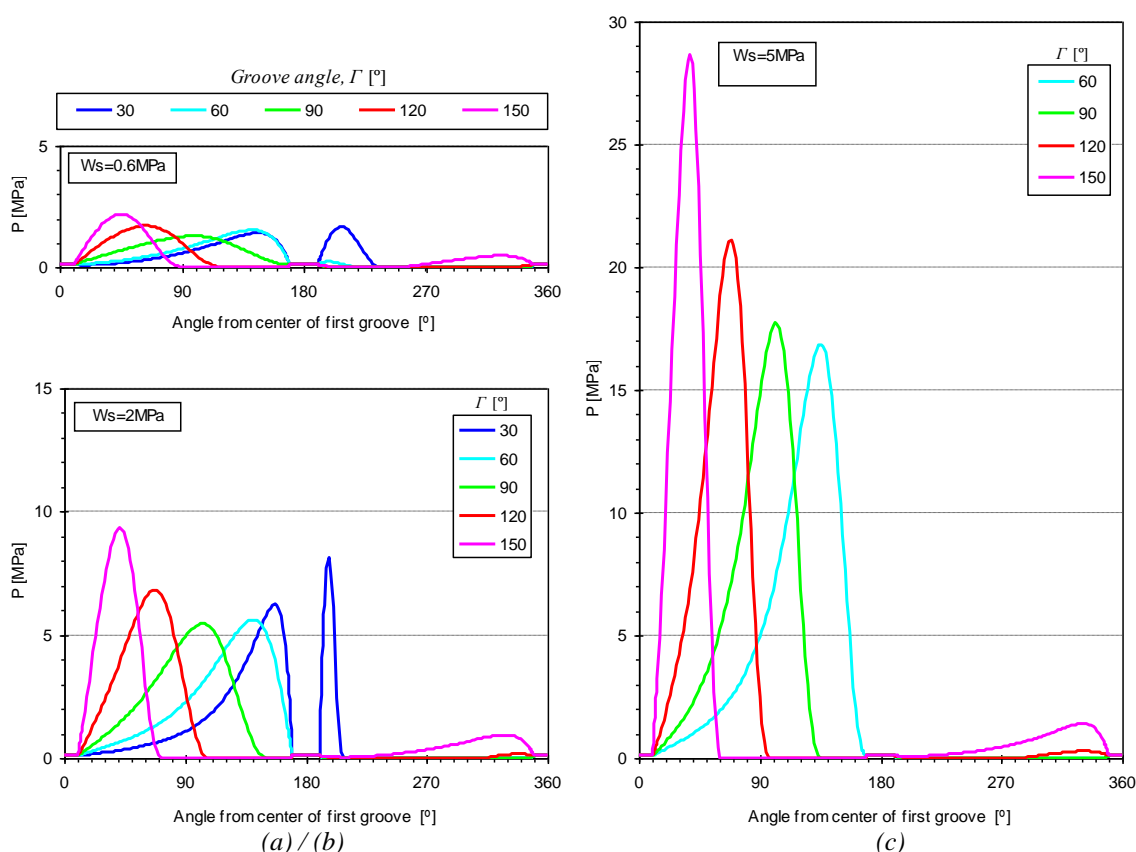 Groove angle, Γ [º]
30 60 90 120 150
Ws=0.6MPa
P [MPa]
5
0
0 90 180 270 360
Angle from center of first groove [º]
Ws=2MPa
Γ [º]
30
60
90
120
150
P [MPa]
15
10
5
0
0 90 180 270 360
Angle from center of first groove [º]
(a) / (b)
Ws=5MPa
Γ [º]
60
90
120
150
P [MPa]
30
25
20
15
10
5
0
0 90 180 270 360
Angle from center of first groove [º]
(c)